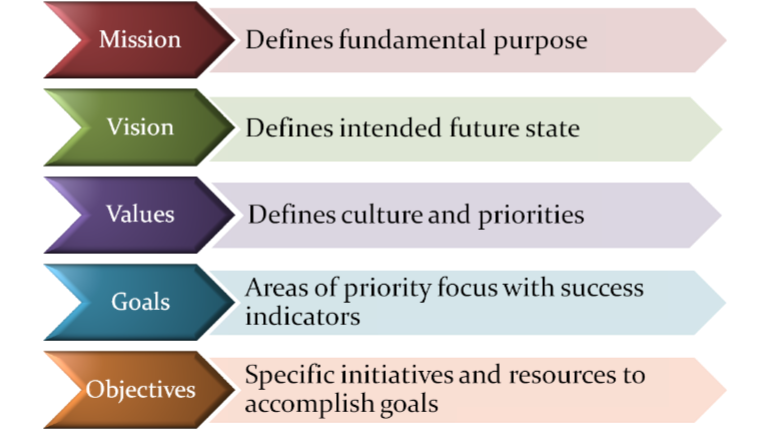 Mission
Defines fundamental purpose
Vision
Defines intended future state
Values
Defines culture and priorities
Goals
Areas of priority focus with success
indicators
Objectives
Specific initiatives and resources to
accomplish goals